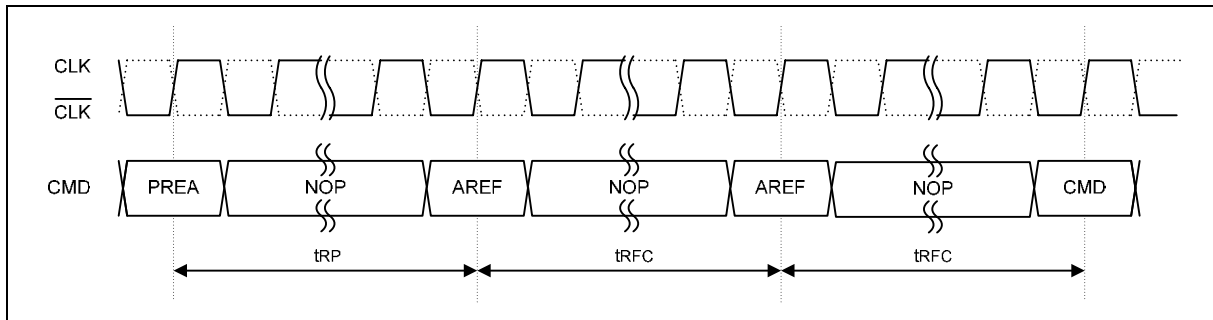 CLK
CLK
CMD PREA NOP AREF NOP AREF NOP CMD
tRP tRFC tRFC